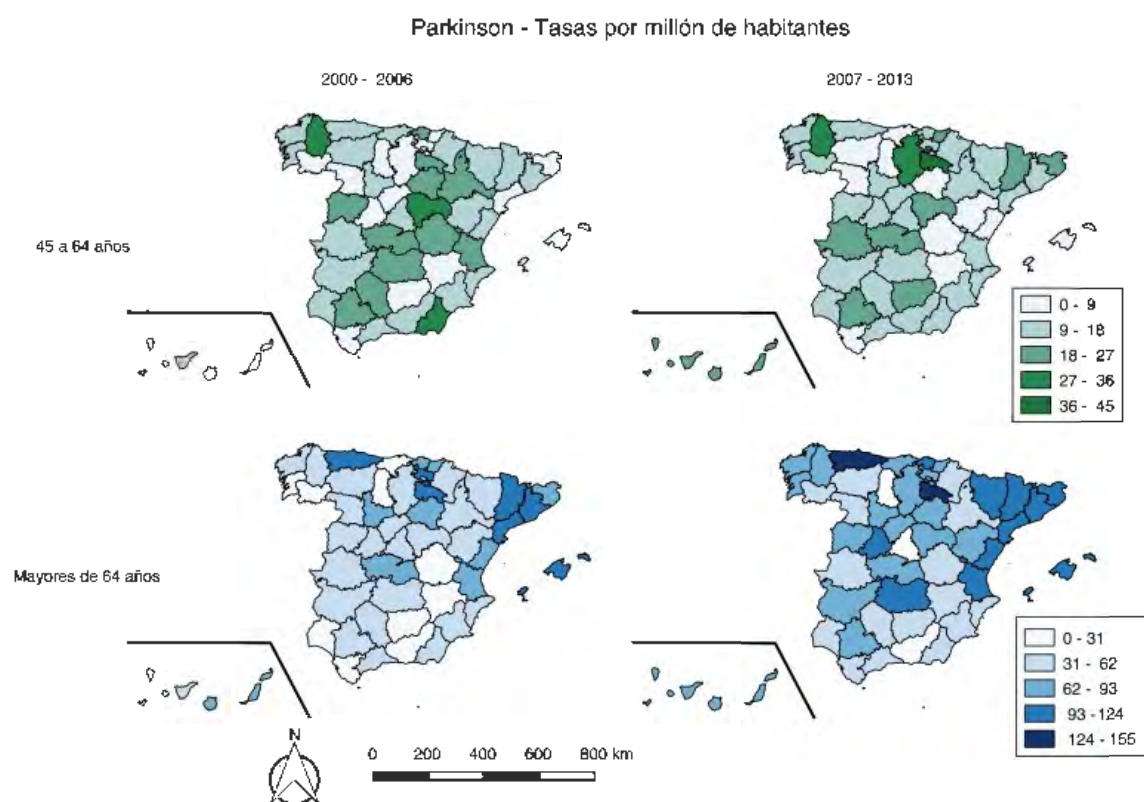 Parkinson - Tasas por millón de habitantes
2000 - 2006
2007 - 2013
45 a 64 años
0 - 9
9 - 18
18 - 27
27 - 36
36 - 45
Mayores de 64 años
0 - 31
31 - 62
62 - 93
93 - 124
124 - 155
N
0 200 400 600 800 km